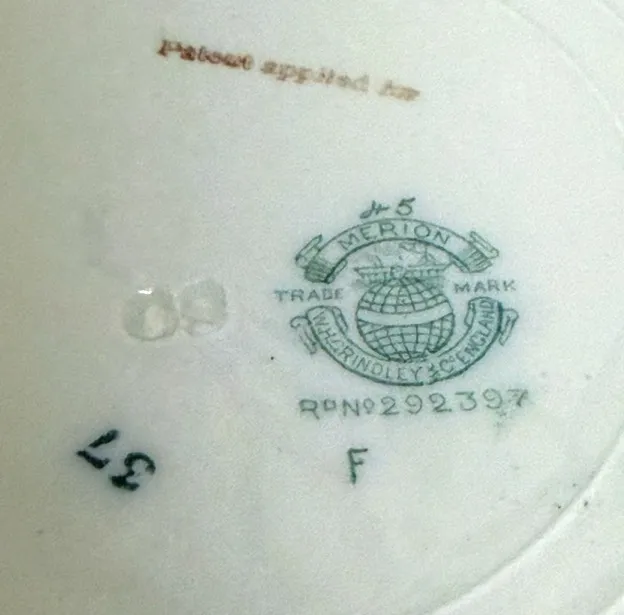 Patent applied for
45
MERION
TRADE MARK
W.H. GRINDLEY & Co ENGLAND
RD No 292397
F
37